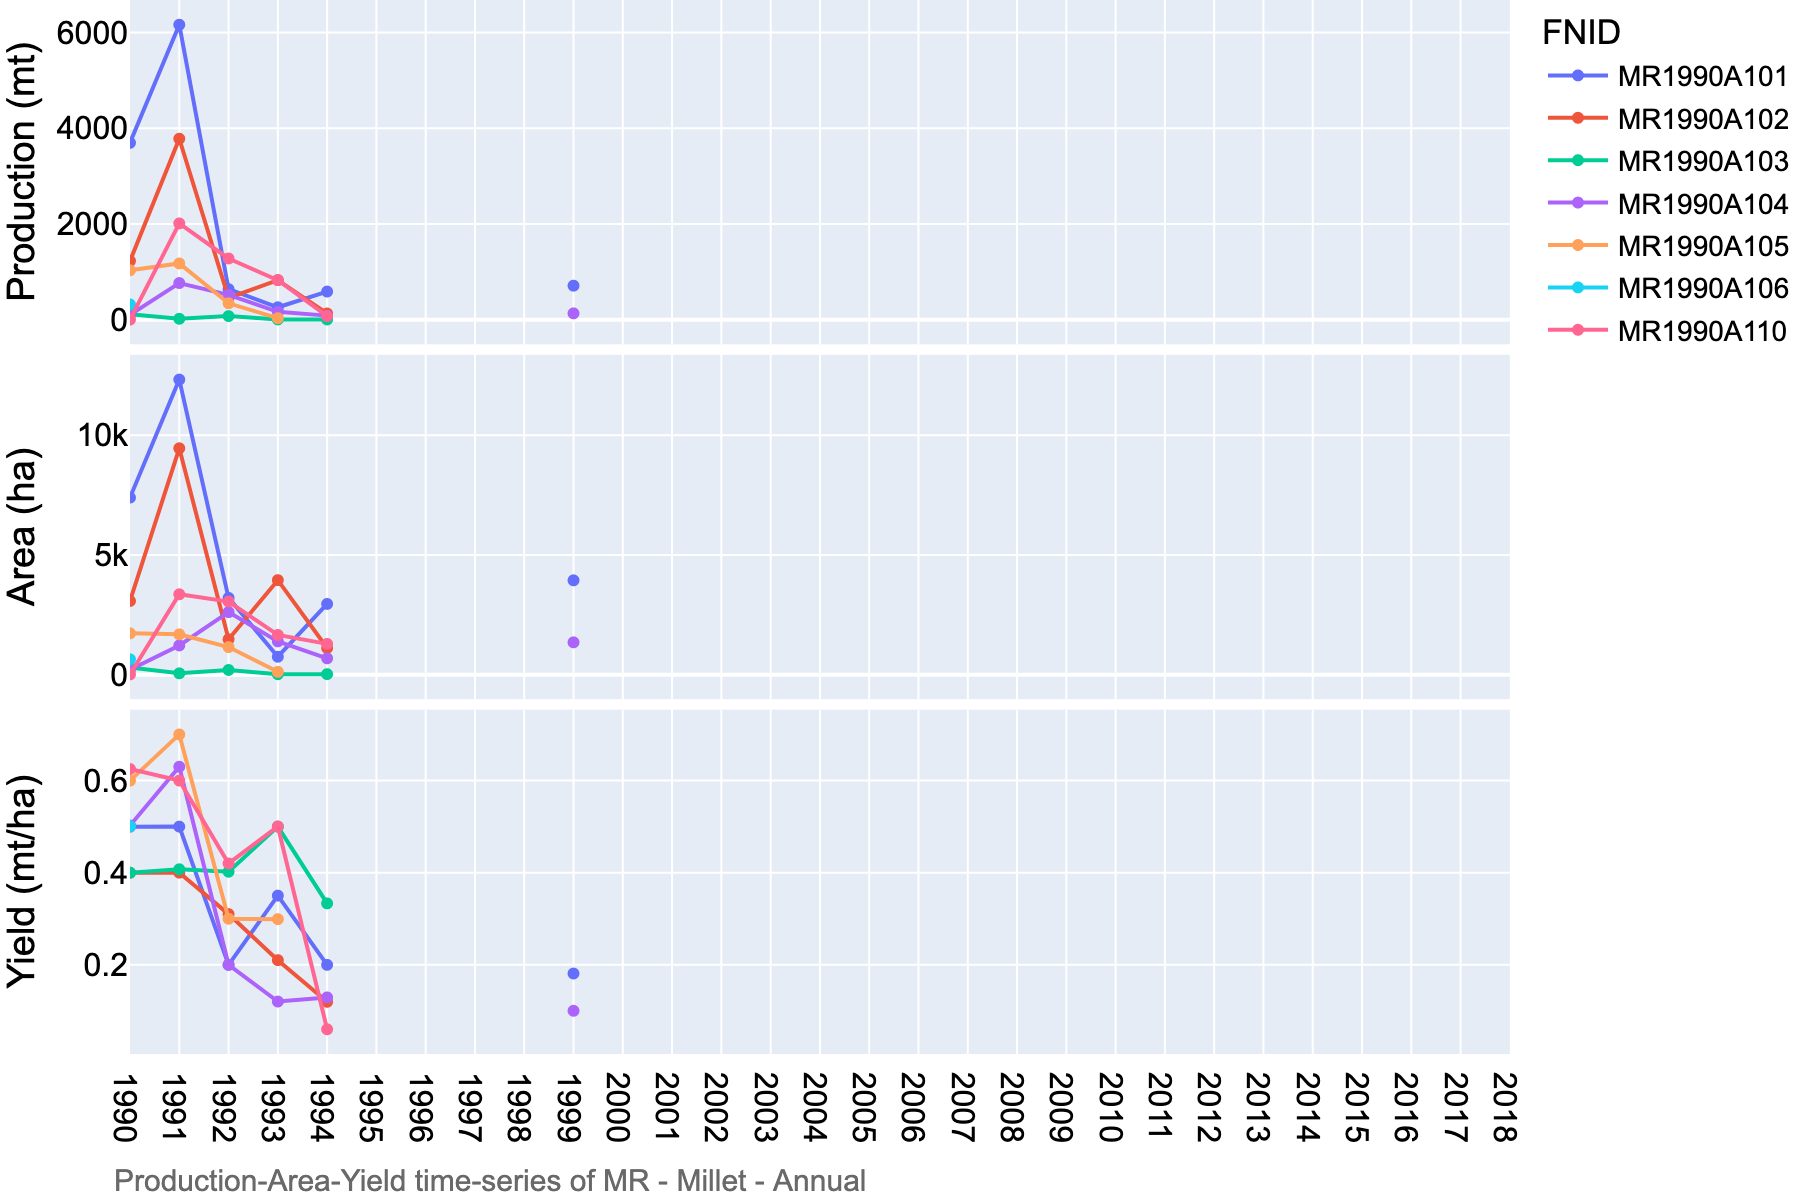 Production (mt)
6000
4000
2000
0
Area (ha)
10k
5k
0
Yield (mt/ha)
0.6
0.4
0.2
1990
1991
1992
1993
1994
1995
1996
1997
1998
1999
2000
2001
2002
2003
2004
2005
2006
2007
2008
2009
2010
2011
2012
2013
2014
2015
2016
2017
2018
Production-Area-Yield time-series of MR - Millet - Annual
FNID
MR1990A101
MR1990A102
MR1990A103
MR1990A104
MR1990A105
MR1990A106
MR1990A110